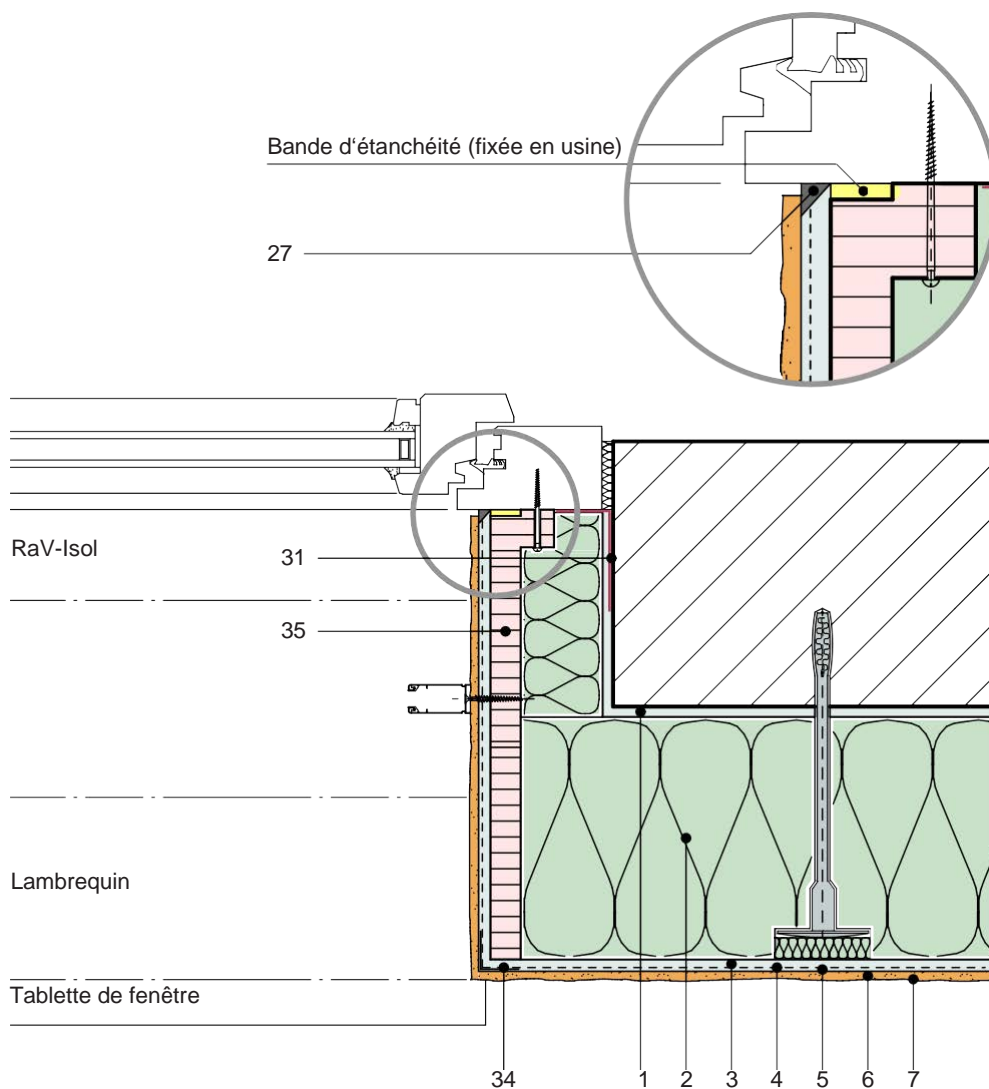 Bande d‘étanchéité (fixée en usine)
27
RaV-Isol
31
35
Lambrequin
Tablette de fenêtre
34 1 2 3 4 5 6 7